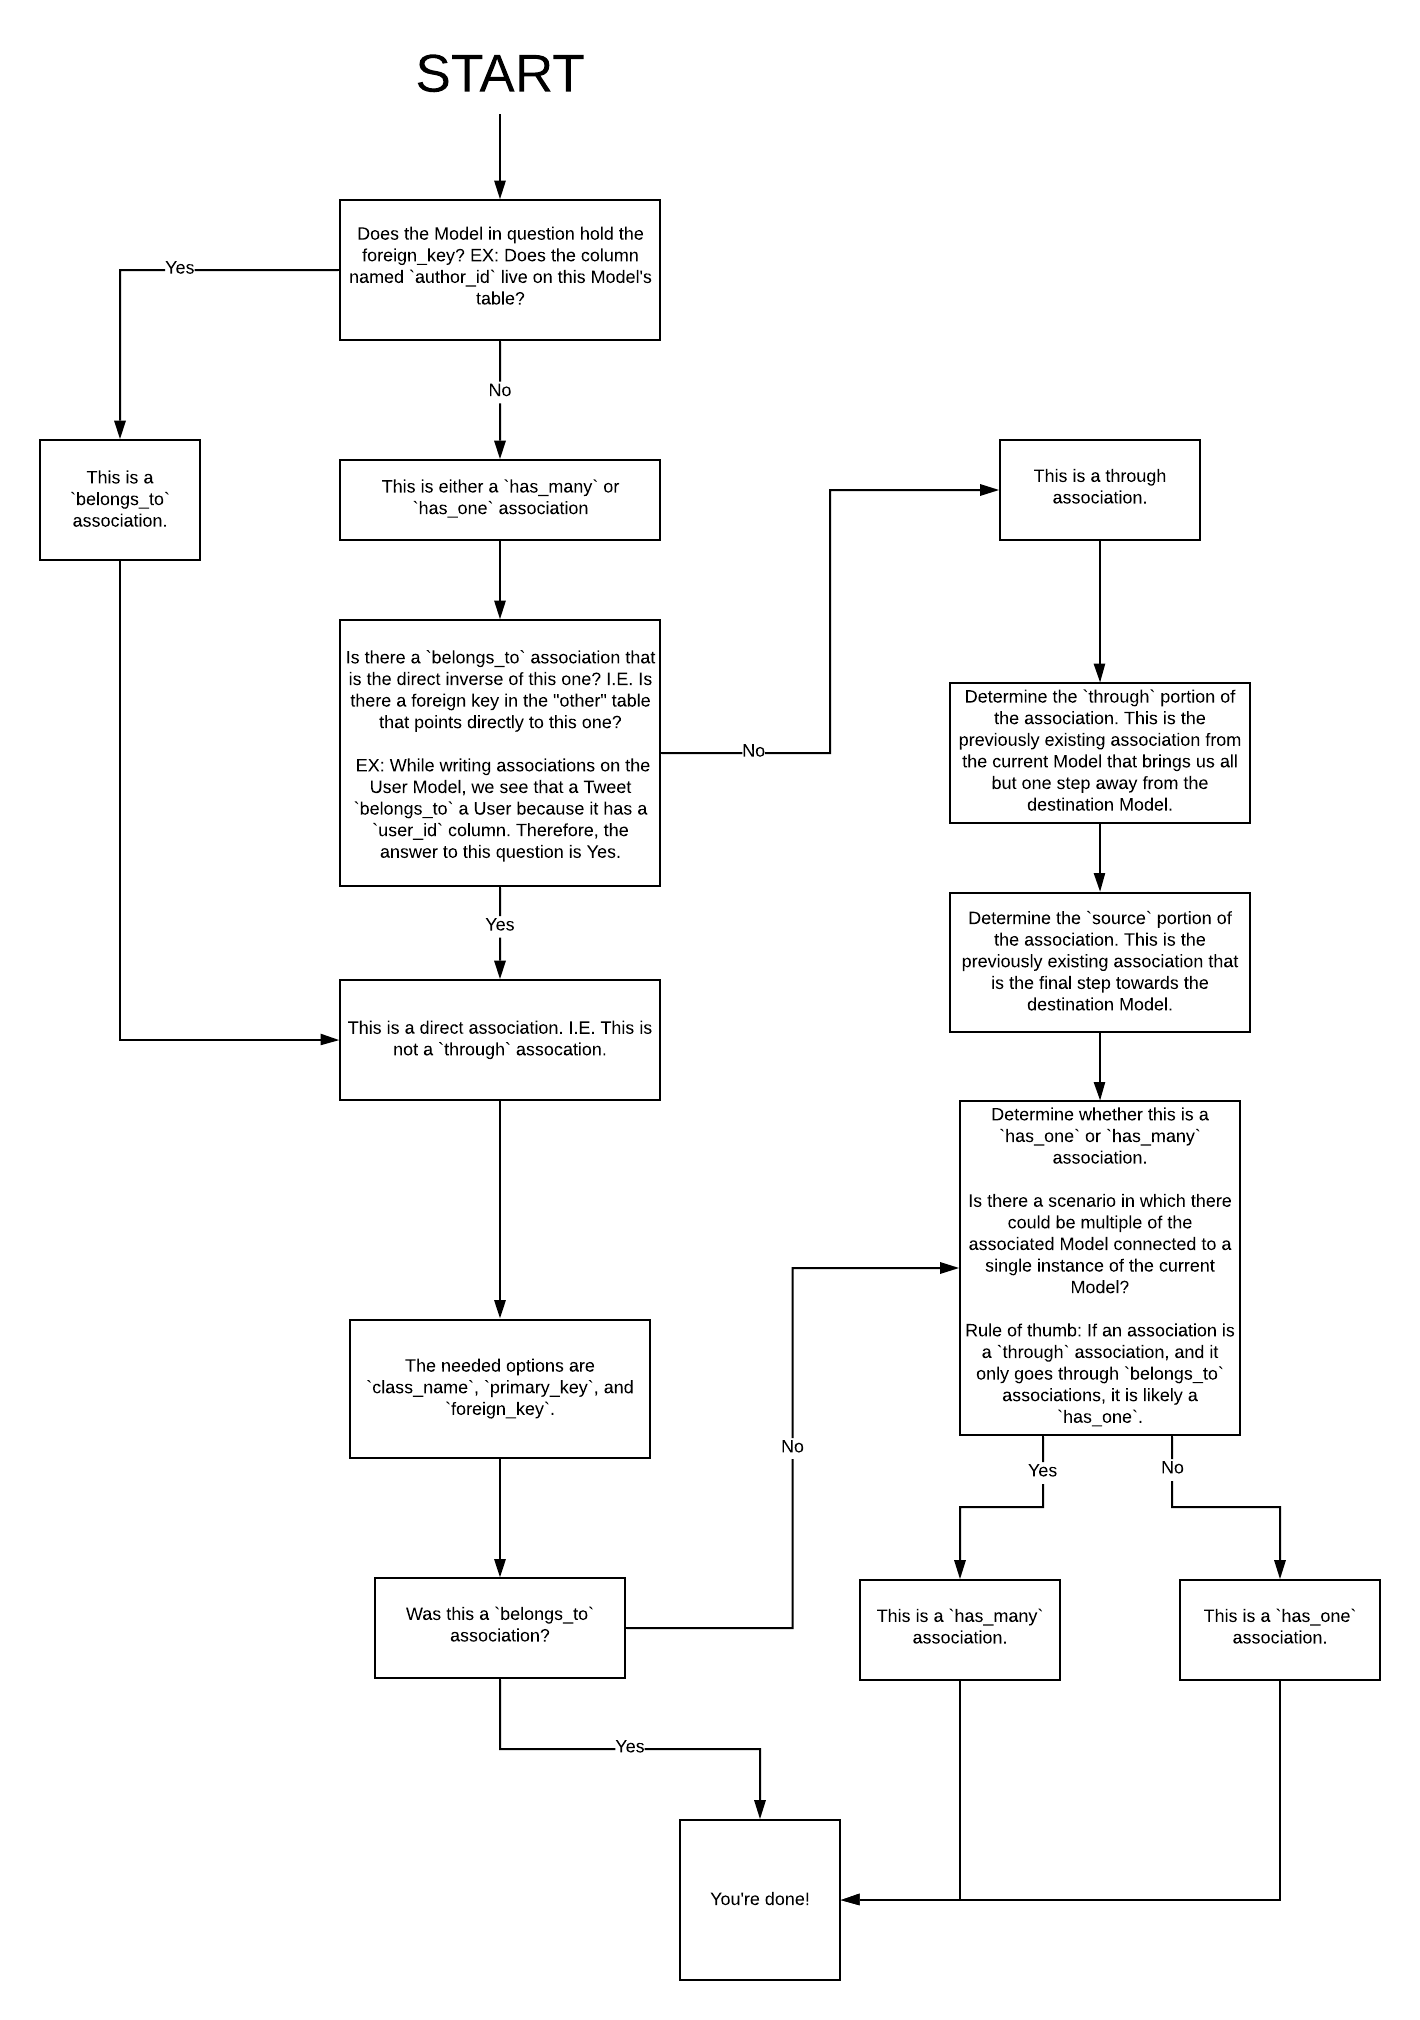 START
Does the Model in question hold the
foreign_key? EX: Does the column
named `author_id` live on this Model's
table?
Yes
No
This is a
`belongs_to`
association.
This is either a `has_many` or
`has_one` association
This is a through
association.
Is there a `belongs_to` association that
is the direct inverse of this one? I.E. Is
there a foreign key in the "other" table
that points directly to this one?
EX: While writing associations on the
User Model, we see that a Tweet
`belongs_to` a User because it has a
`user_id` column. Therefore, the
answer to this question is Yes.
No
Yes
Determine the `through` portion of
the association. This is the
previously existing association from
the current Model that brings us all
but one step away from the
destination Model.
Determine the `source` portion of
the association. This is the
previously existing association that
is the final step towards the
destination Model.
This is a direct association. I.E. This is
not a `through` assocation.
Determine whether this is a
`has_one` or `has_many`
association.
Is there a scenario in which there
could be multiple of the
associated Model connected to a
single instance of the current
Model?
Rule of thumb: If an association is
a `through` association, and it
only goes through `belongs_to`
associations, it is likely a
`has_one`.
The needed options are
`class_name`, `primary_key`, and
`foreign_key`.
No
Yes
No
Was this a `belongs_to`
association?
This is a `has_many`
association.
This is a `has_one`
association.
Yes
You're done!